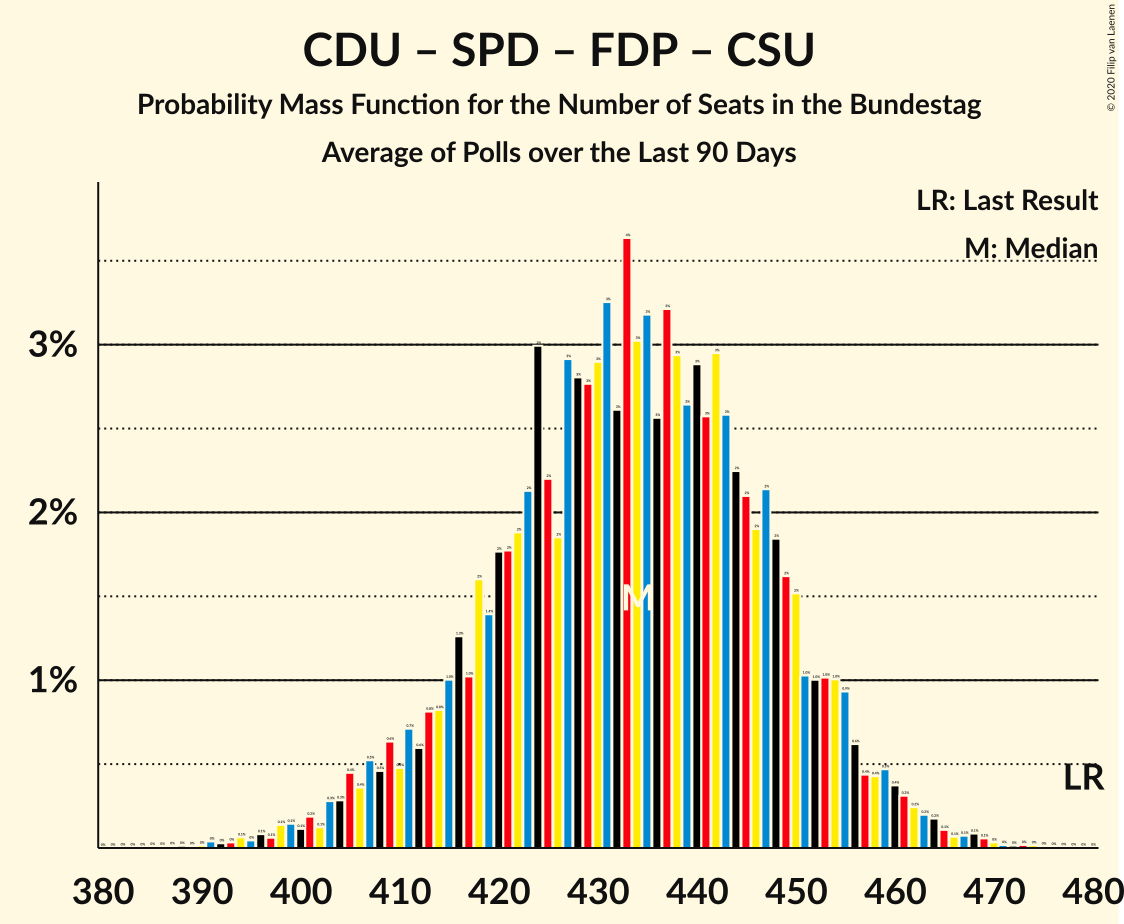 CDU – SPD – FDP – CSU
Probability Mass Function for the Number of Seats in the Bundestag
Average of Polls over the Last 90 Days
© 2020 Filip van Laenen
LR: Last Result
M: Median
3%
2%
1%
M
LR
380 390 400 410 420 430 440 450 460 470 480